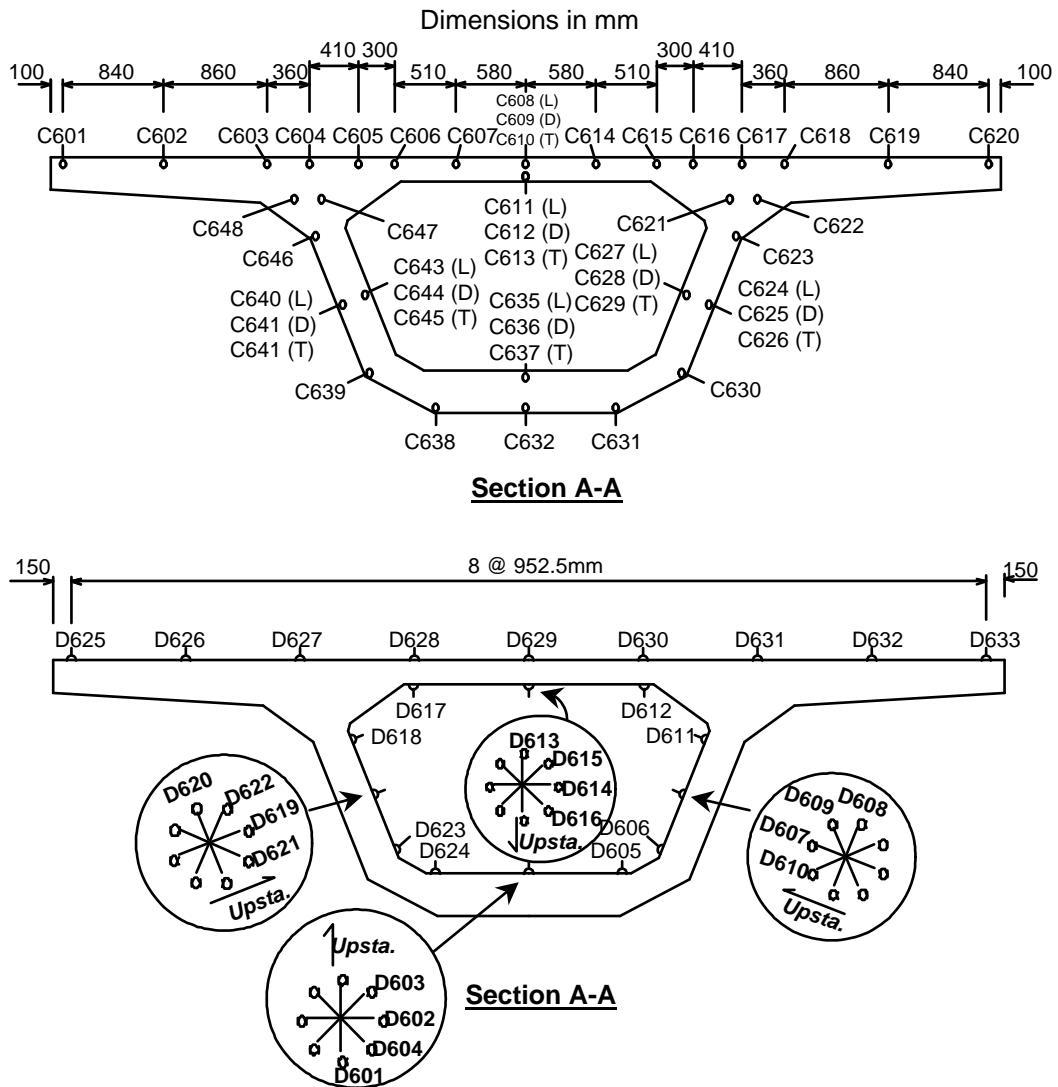 Dimensions in mm
410 300 300 410
100 840 860 360 510 580 580 510 360 860 840 100
C608 (L)
C609 (D)
C610 (T)
C601 C602 C603 C604 C605 C606 C607 C614 C615 C616 C617 C618 C619 C620
C648 C647 C621 C622
C646 C623
C611 (L)
C612 (D)
C613 (T)
C643 (L)
C644 (D)
C645 (T)
C627 (L)
C628 (D)
C629 (T)
C640 (L)
C641 (D)
C641 (T)
C635 (L)
C636 (D)
C637 (T)
C624 (L)
C625 (D)
C626 (T)
C639 C630
C638 C632 C631
Section A-A
150 8 @ 952.5mm 150
D625 D626 D627 D628 D629 D630 D631 D632 D633
D617 D612
D618 D611
D613
D615
D614
D616
Upsta.
D620
D622
D619
D621
Upsta.
D623
D624
D606
D605
D609
D608
D607
D610
Upsta.
Upsta.
D603
D602
D604
D601
Section A-A